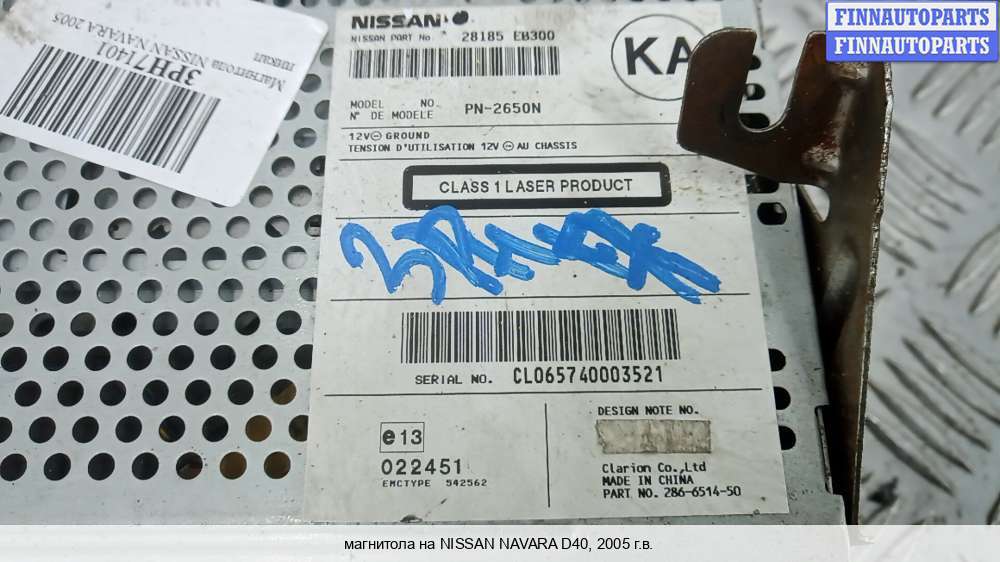 FINNAUTOPARTS
FINNAUTOPARTS
3PH71401
Магнитола NISSAN NAVARA 2005
пикап
NISSAN
NISSAN PART No 28185 EB300
KA
MODEL NO.
N° DE MODELE
PN-2650N
12V⊖ GROUND
TENSION D'UTILISATION 12V ⊖ AU CHASSIS
CLASS 1 LASER PRODUCT
SERIAL NO. CL065740003521
e13
022451
EMCTYPE 542562
DESIGN NOTE NO.
Clarion Co.,Ltd
MADE IN CHINA
PART NO. 286-6514-50
магнитола на NISSAN NAVARA D40, 2005 г.в.